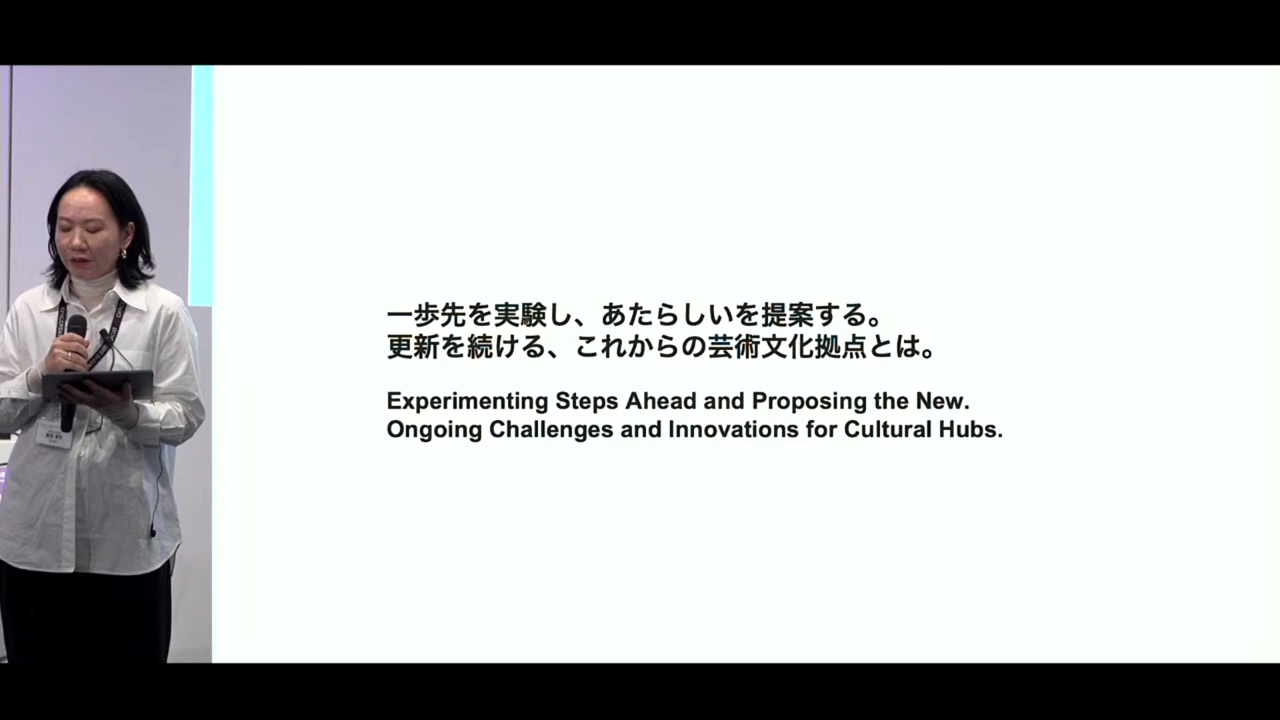 一歩先を実験し、あたらしいを提案する。
更新を続ける、これからの芸術文化拠点とは。
Experimenting Steps Ahead and Proposing the New.
Ongoing Challenges and Innovations for Cultural Hubs.